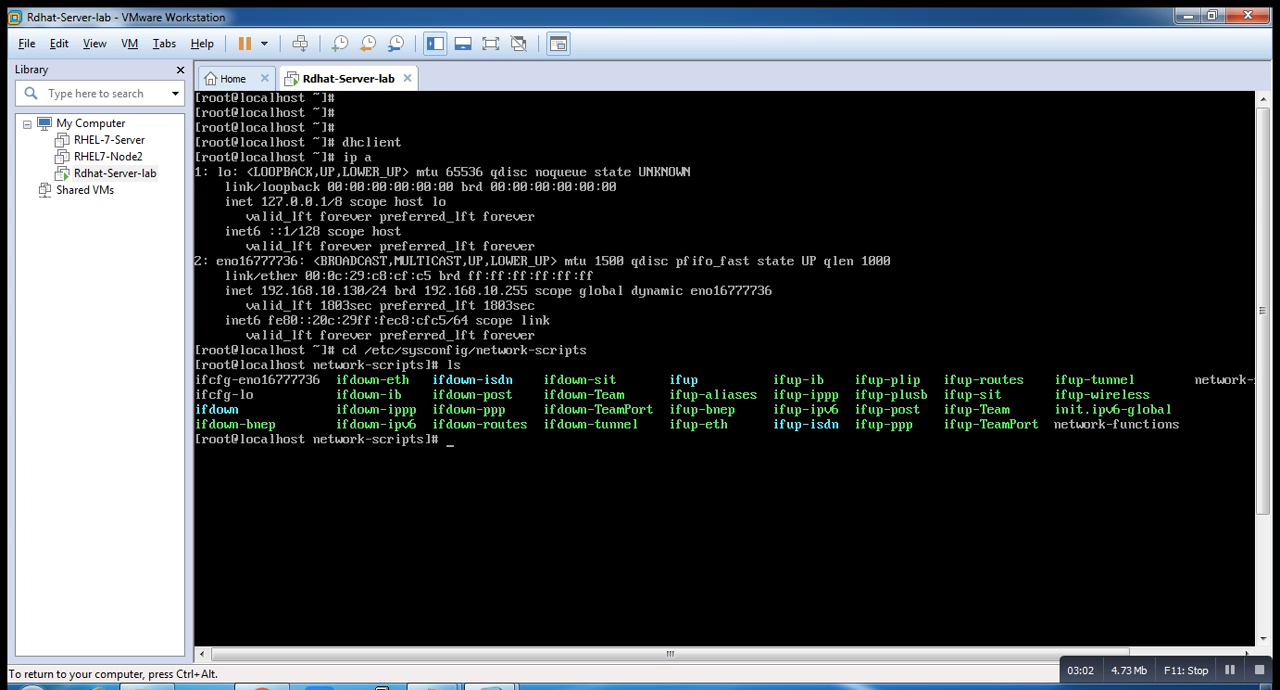 Rdhat-Server-lab - VMware Workstation
File Edit View VM Tabs Help
Library
Type here to search
My Computer
RHEL-7-Server
RHEL7-Node2
Rdhat-Server-lab
Shared VMs
Home Rdhat-Server-lab
[root@localhost ~]#
[root@localhost ~]#
[root@localhost ~]#
[root@localhost ~]# dhclient
[root@localhost ~]# ip a
1: lo: <LOOPBACK,UP,LOWER_UP> mtu 65536 qdisc noqueue state UNKNOWN
link/loopback 00:00:00:00:00:00 brd 00:00:00:00:00:00
inet 127.0.0.1/8 scope host lo
valid_lft forever preferred_lft forever
inet6 ::1/128 scope host
valid_lft forever preferred_lft forever
2: eno16777736: <BROADCAST,MULTICAST,UP,LOWER_UP> mtu 1500 qdisc pfifo_fast state UP qlen 1000
link/ether 00:0c:29:c8:cf:c5 brd ff:ff:ff:ff:ff:ff
inet 192.168.10.130/24 brd 192.168.10.255 scope global dynamic eno16777736
valid_lft 1803sec preferred_lft 1803sec
inet6 fe80::20c:29ff:fec8:cfc5/64 scope link
valid_lft forever preferred_lft forever
[root@localhost ~]# cd /etc/sysconfig/network-scripts
[root@localhost network-scripts]# ls
ifcfg-eno16777736 ifdown-eth ifdown-isdn ifdown-sit ifup ifup-ib ifup-plip ifup-routes ifup-tunnel network-
ifcfg-lo ifdown-ib ifdown-post ifdown-Team ifup-aliases ifup-ippp ifup-plusb ifup-sit ifup-wireless
ifdown ifdown-ippp ifdown-ppp ifdown-TeamPort ifup-bnep ifup-ipv6 ifup-post ifup-Team init.ipv6-global
ifdown-bnep ifdown-ipv6 ifdown-routes ifdown-tunnel ifup-eth ifup-isdn ifup-ppp ifup-TeamPort network-functions
[root@localhost network-scripts]# _
To return to your computer, press Ctrl+Alt.
03:02 4.73 Mb F11: Stop